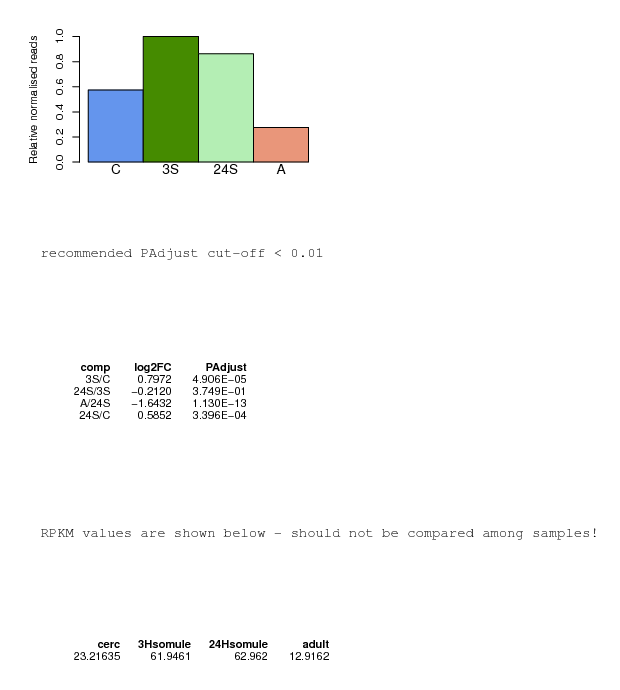 Relative normalised reads
1.0
0.8
0.6
0.4
0.2
0.0
C 3S 24S A
recommended PAdjust cut-off < 0.01
comp log2FC PAdjust
3S/C 0.7972 4.906E−05
24S/3S −0.2120 3.749E−01
A/24S −1.6432 1.130E−13
24S/C 0.5852 3.396E−04
RPKM values are shown below - should not be compared among samples!
cerc 3Hsomule 24Hsomule adult
23.21635 61.9461 62.962 12.9162